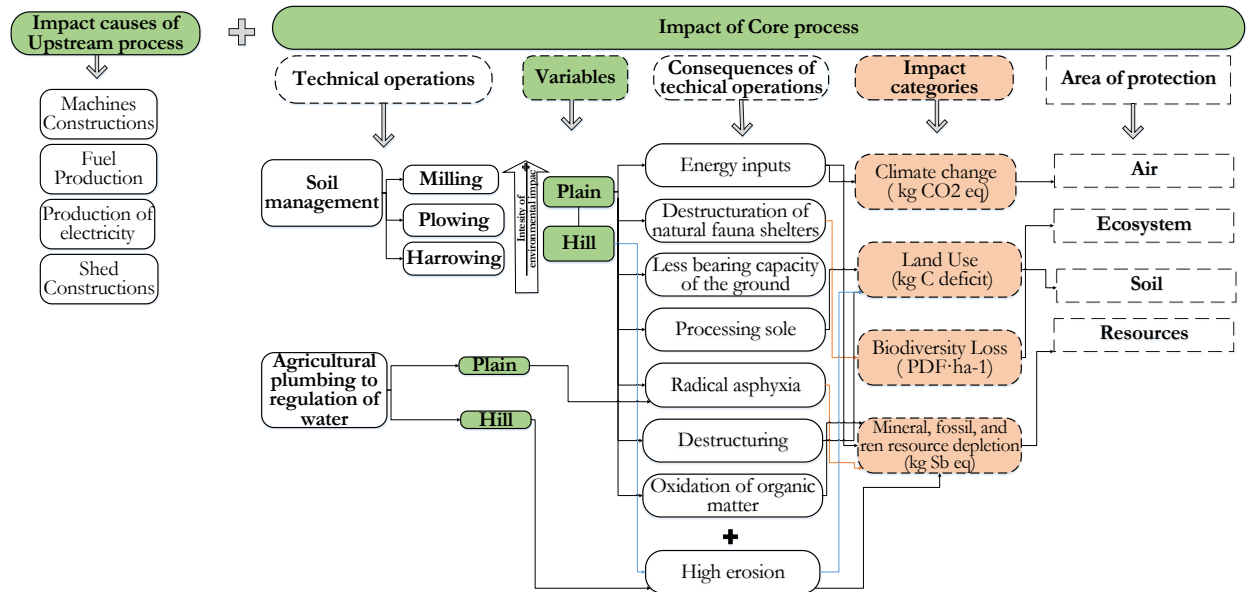 Impact causes of
Upstream process
Impact of Core process
Technical operations
Variables
Consequences of
techical operations
Impact
categories
Area of protection
Machines
Constructions
Fuel
Production
Production of
electricity
Shed
Constructions
Soil
management
Milling
Plowing
Harrowing
Intesity of
environmental impac
+
Plain
Hill
Energy inputs
Destructuration of
natural fauna shelters
Less bearing capacity
of the ground
Processing sole
Radical asphyxia
Destructuring
Oxidation of organic
matter
+
High erosion
Climate change
( kg CO2 eq)
Land Use
(kg C deficit)
Biodiversity Loss
( PDF·ha-1)
Mineral, fossil, and
ren resource depletion
(kg Sb eq)
Air
Ecosystem
Soil
Resources
Agricultural
plumbing to
regulation of
water
Plain
Hill